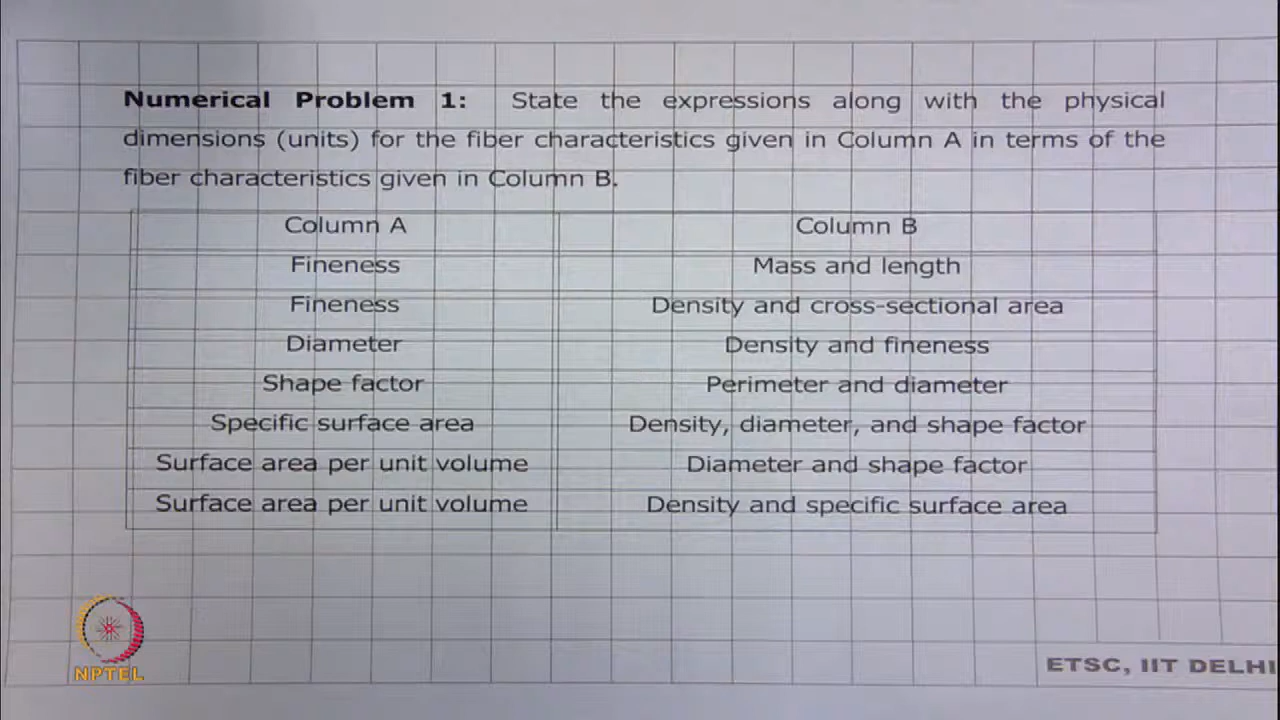 Numerical Problem 1: State the expressions along with the physical
dimensions (units) for the fiber characteristics given in Column A in terms of the
fiber characteristics given in Column B.
Column A Column B
Fineness Mass and length
Fineness Density and cross-sectional area
Diameter Density and fineness
Shape factor Perimeter and diameter
Specific surface area Density, diameter, and shape factor
Surface area per unit volume Diameter and shape factor
Surface area per unit volume Density and specific surface area
NPTEL
ETSC, IIT DELHI